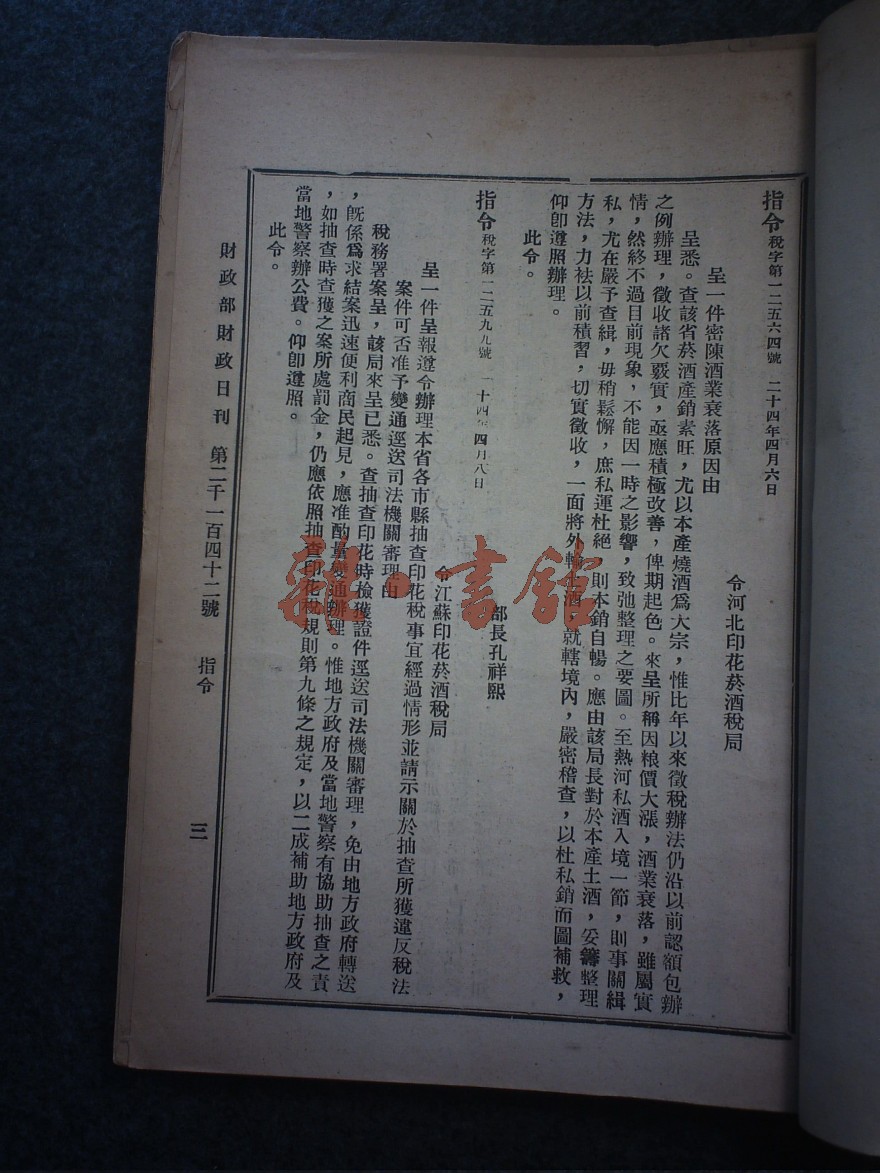 指令 稅字第一二五六四號 二十四年四月六日
令河北印花菸酒稅局
呈一件密陳酒業衰落原因由
呈悉。查該省菸酒產銷素旺，尤以本產燒酒爲大宗，惟比年以來徵稅辦法仍沿以前認額包辦
之例辦理，徵收諸欠覈實，亟應積極改善，俾期起色。來呈所稱因粮價大漲，酒業衰落，雖屬實
情，然終不過目前現象，不能因一時之影響，致弛整理之要圖。至熱河私酒入境一節，則事關緝
私，尤在嚴予查緝，毋稍鬆懈，庶私運杜絕，則本銷自暢。應由該局長對於本產土酒，妥籌整理
方法，力袪以前積習，切實徵收，一面將外輸酒，就轄境內，嚴密稽查，以杜私銷而圖補救，
仰卽遵照辦理。
此令。
部長孔祥熙
指令 稅字第一二五九九號 十四年四月八日
令江蘇印花菸酒稅局
呈一件呈報遵令辦理本省各市縣抽查印花稅事宜經過情形並請示關於抽查所獲違反稅法
案件可否准予變通逕送司法機關審理由
稅務署案呈，該局來呈已悉。查抽查印花時檢獲證件逕送司法機關審理，免由地方政府轉送
，旣係爲求結案迅速便利商民起見，應准酌量變通辦理。惟地方政府及當地警察有協助抽查之責
，如抽查時查獲之案所處罰金，仍應依照抽查印花稅規則第九條之規定，以二成補助地方政府及
當地警察辦公費。仰卽遵照。
此令。
財政部財政日刊 第二千一百四十二號 指令 三
雜·書館